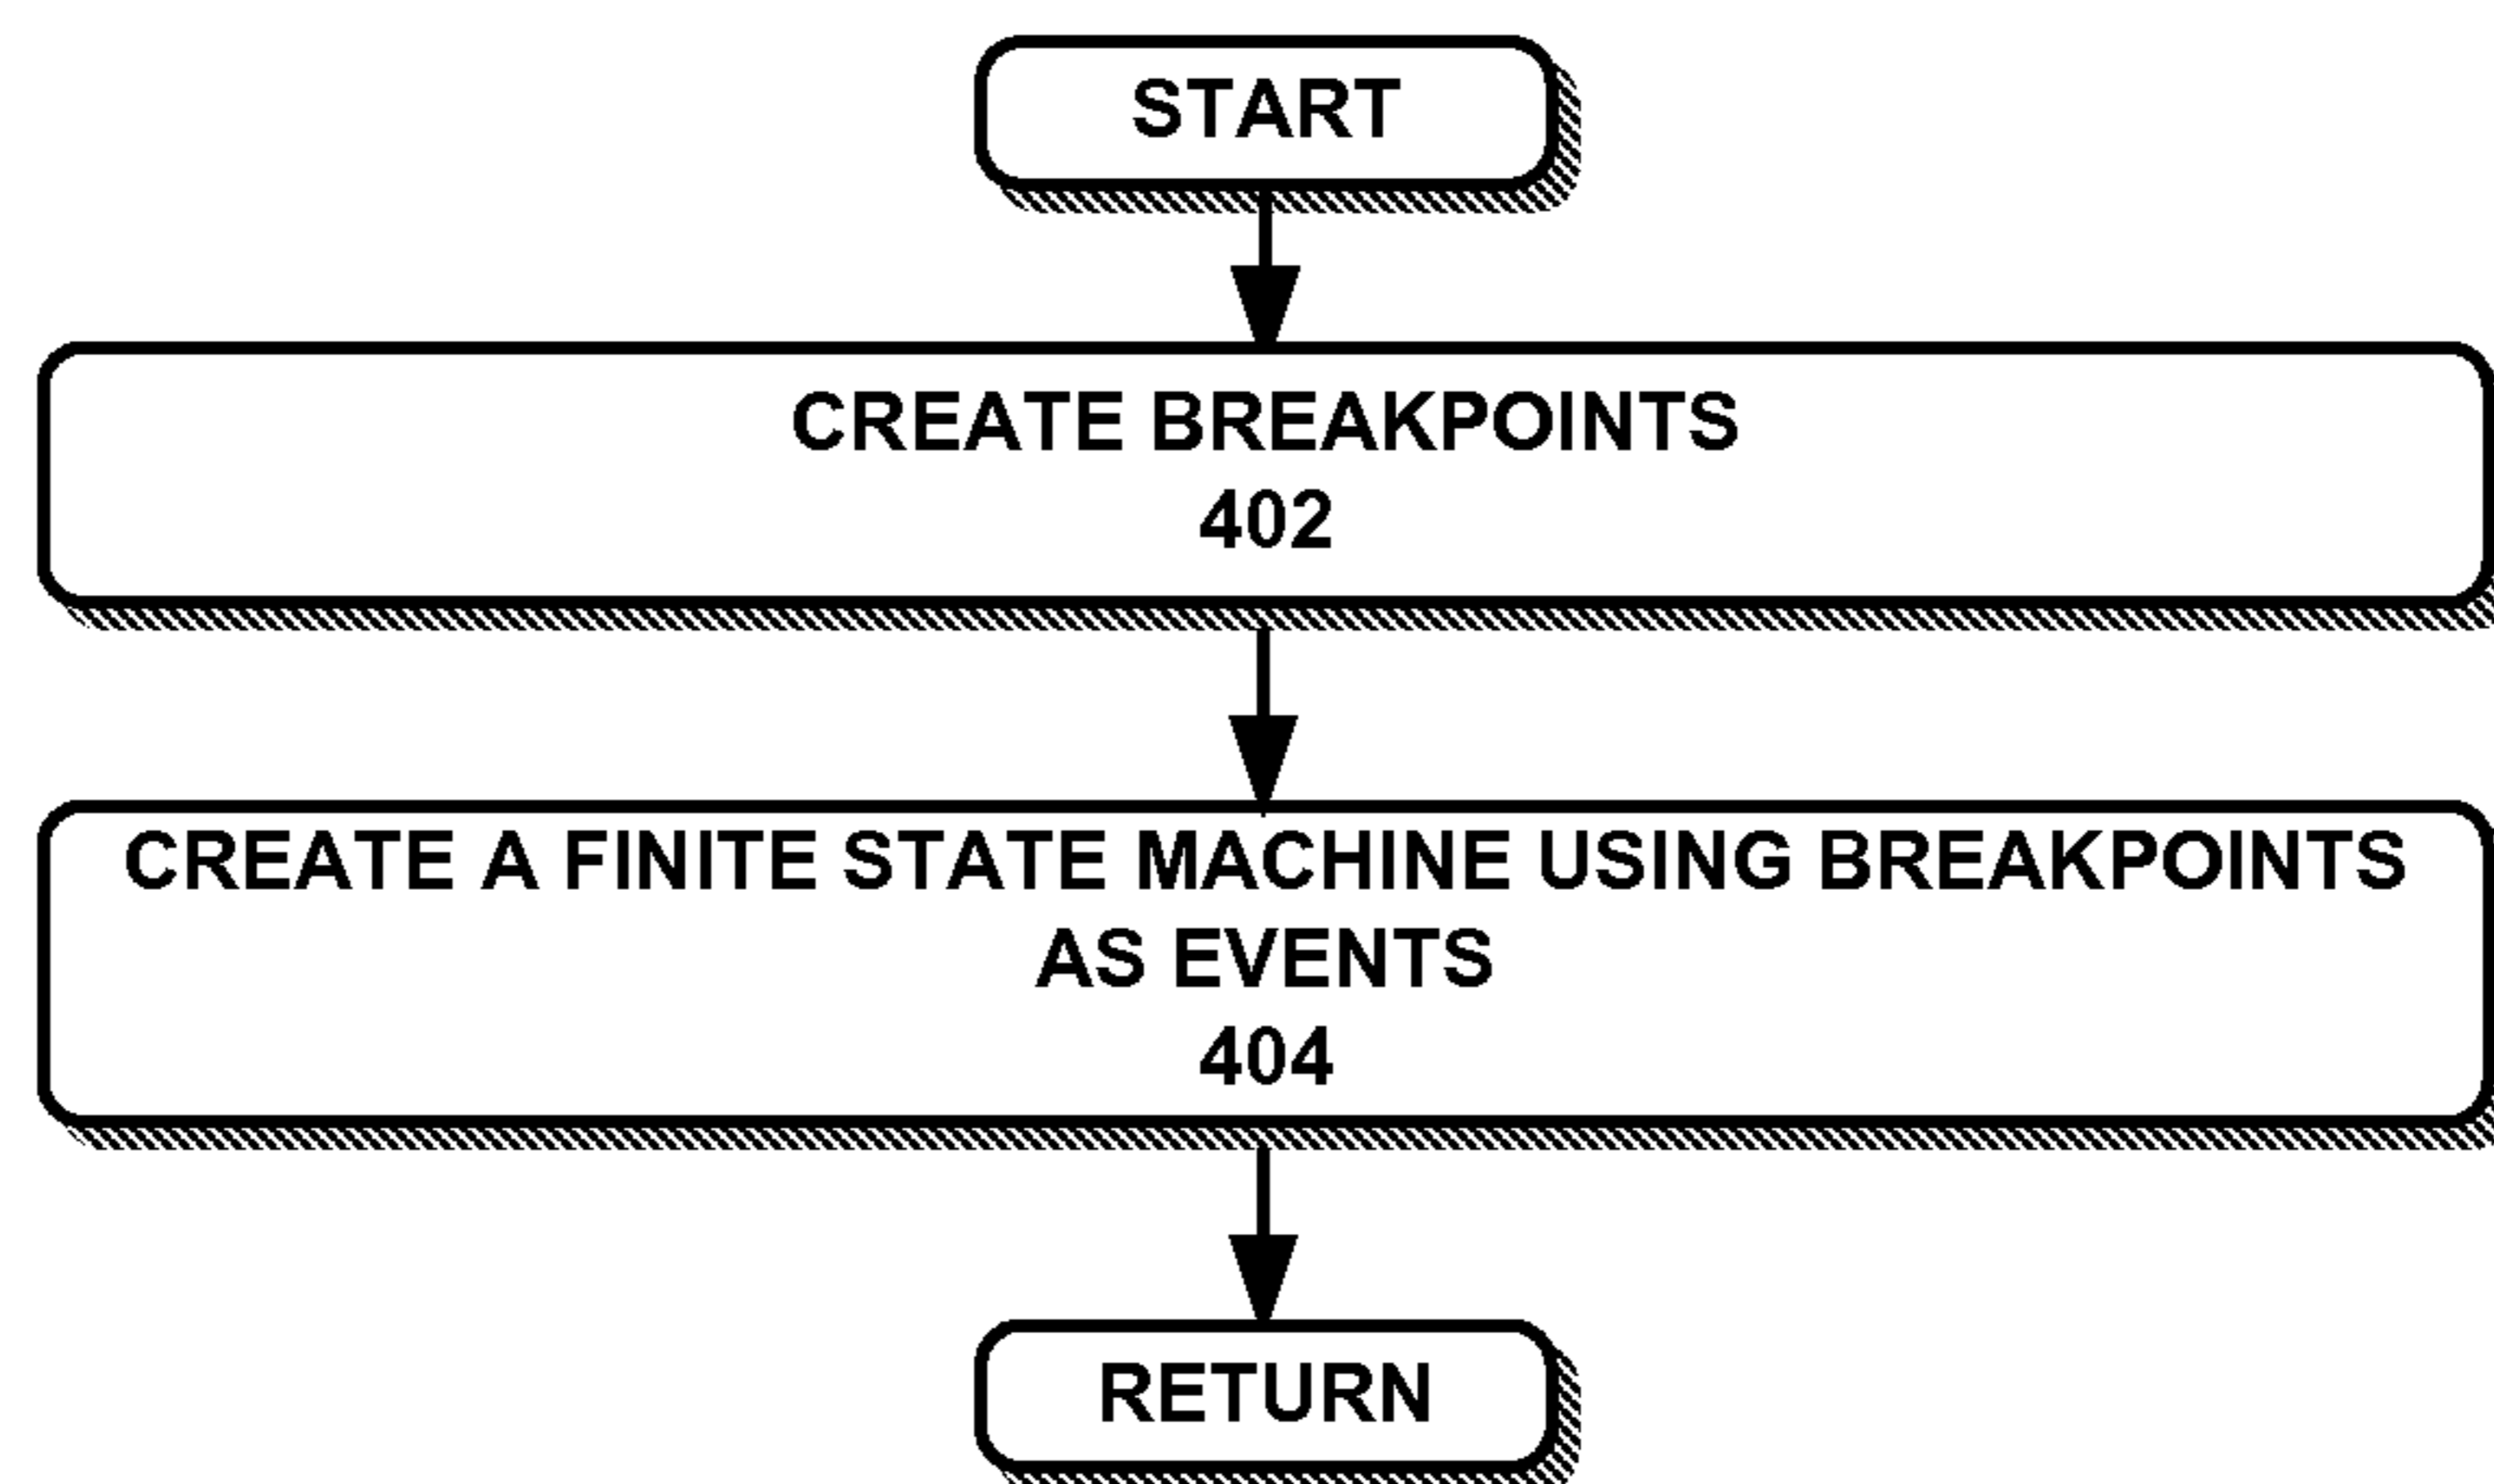 START
CREATE BREAKPOINTS
402
CREATE A FINITE STATE MACHINE USING BREAKPOINTS
AS EVENTS
404
RETURN